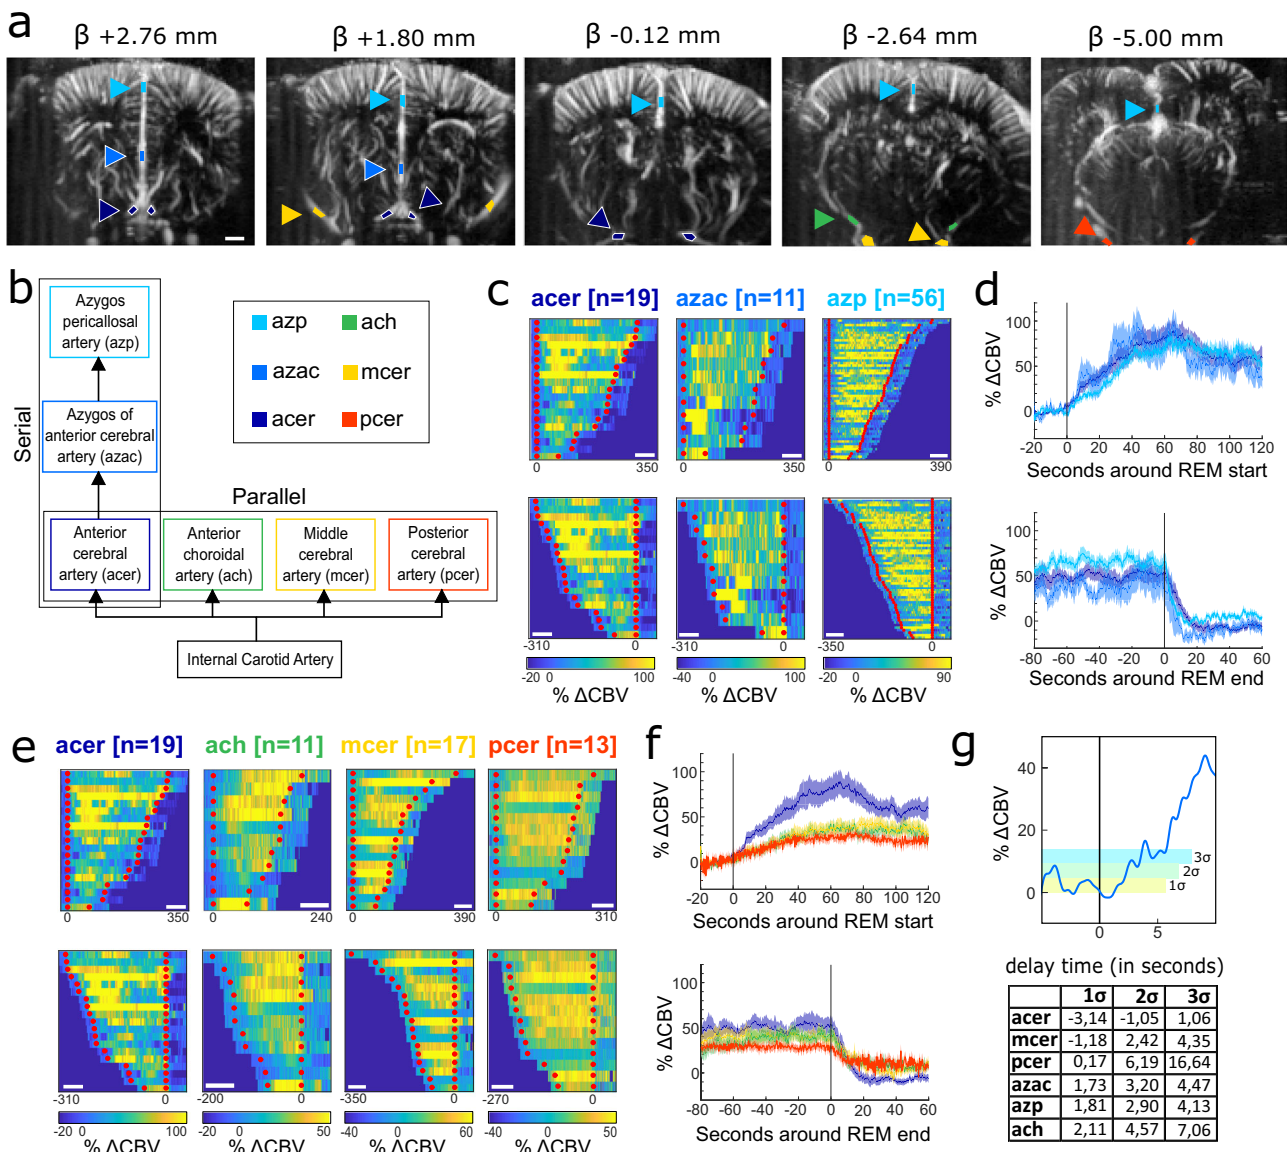 a
β +2.76 mm
β +1.80 mm
β -0.12 mm
β -2.64 mm
β -5.00 mm
b
Azygos
pericallosal
artery (azp)
Azygos of
anterior cerebral
artery (azac)
Serial
Parallel
Anterior
cerebral
artery (acer)
Anterior
choroidal
artery (ach)
Middle
cerebral
artery (mcer)
Posterior
cerebral
artery (pcer)
Internal Carotid Artery
azp
ach
azac
mcer
acer
pcer
c
acer [n=19]
azac [n=11]
azp [n=56]
0
350
0
350
0
390
-310
0
-310
0
-350
0
-20 0 100
-40 0 100
-40 0 90
% ΔCBV
% ΔCBV
d
% ΔCBV
100
50
0
-20 0 20 40 60 80 100 120
Seconds around REM start
% ΔCBV
100
50
0
-80 -60 -40 -20 0 20 40 60
Seconds around REM end
e
acer [n=19]
ach [n=11]
mcer [n=17]
pcer [n=13]
0
350
0
240
0
390
0
310
-310
0
-200
0
-350
0
-270
0
-20 0 100
-20 0 50
-40 0 100
-20 0 50
% ΔCBV
% ΔCBV
% ΔCBV
% ΔCBV
f
% ΔCBV
100
50
0
-20 0 20 40 60 80 100 120
Seconds around REM start
% ΔCBV
100
50
0
-80 -60 -40 -20 0 20 40 60
Seconds around REM end
g
% ΔCBV
40
20
0
3σ
2σ
1σ
0 5
delay time (in seconds)
1σ 2σ 3σ
acer -3,14 -1,05 1,06
mcer -1,18 2,42 4,35
pcer 0,17 6,19 16,64
azac 1,73 3,20 4,47
azp 1,81 2,90 4,13
ach 2,11 4,57 7,06